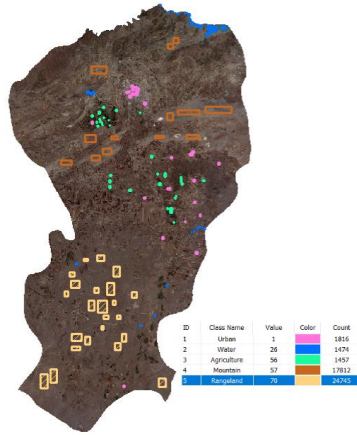 ID Class Name Value Color Count
1 Urban 1 1816
2 Water 26 1474
3 Agriculture 56 1457
4 Mountain 57 17812
5 Rangeland 70 24745